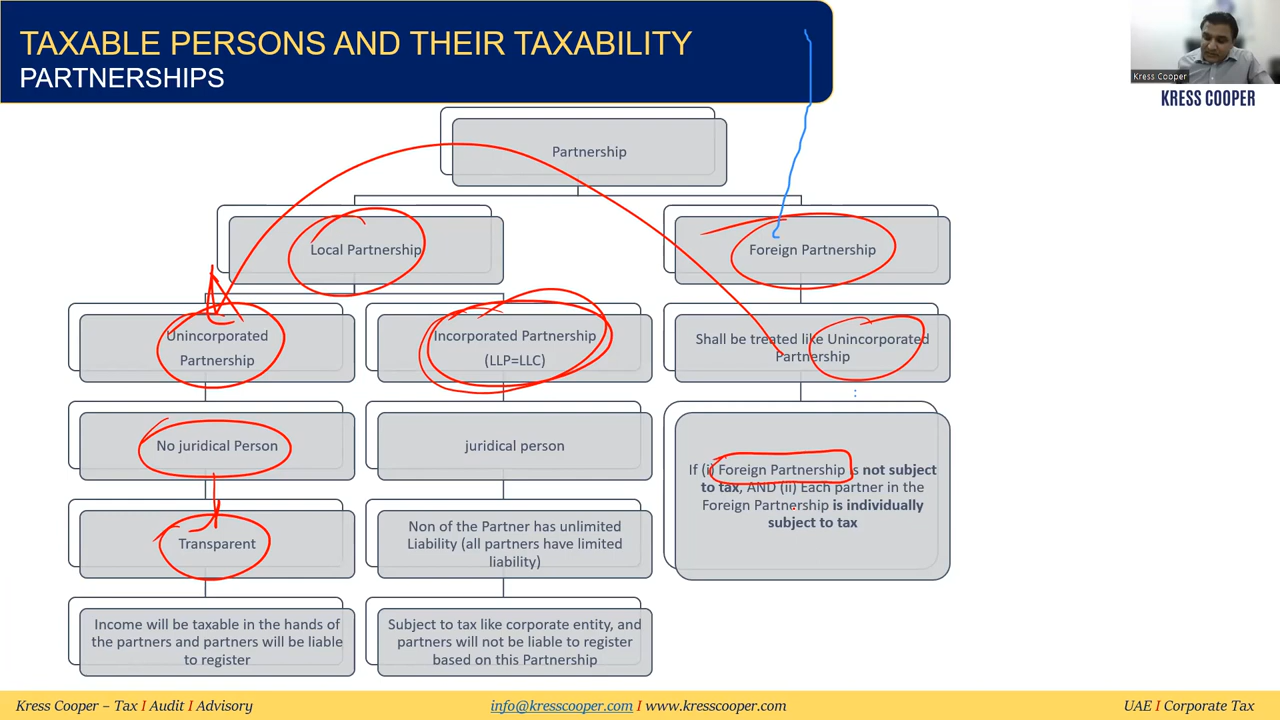 TAXABLE PERSONS AND THEIR TAXABILITY
PARTNERSHIPS
Kress Cooper
KRESS COOPER
Partnership
Local Partnership
Foreign Partnership
Unincorporated
Partnership
Incorporated Partnership
(LLP=LLC)
Shall be treated like Unincorporated
Partnership
No juridical Person
juridical person
If (i) Foreign Partnership is not subject
to tax, AND (ii) Each partner in the
Foreign Partnership is individually
subject to tax
Transparent
Non of the Partner has unlimited
Liability (all partners have limited
liability)
Income will be taxable in the hands of
the partners and partners will be liable
to register
Subject to tax like corporate entity, and
partners will not be liable to register
based on this Partnership
Kress Cooper – Tax I Audit I Advisory
info@kresscooper.com I www.kresscooper.com
UAE I Corporate Tax